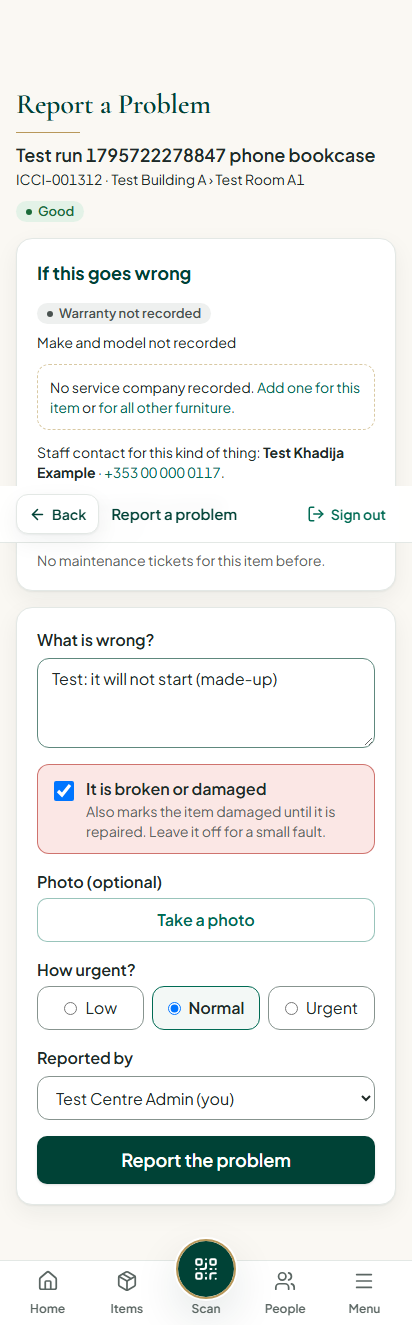 Report a Problem
Test run 1795722278847 phone bookcase
ICCI-001312 · Test Building A › Test Room A1
Good
If this goes wrong
Warranty not recorded
Make and model not recorded
No service company recorded. Add one for this
item or for all other furniture.
Staff contact for this kind of thing: Test Khadija
Example · +353 00 000 0117.
Back
Report a problem
Sign out
No maintenance tickets for this item before.
What is wrong?
Test: it will not start (made-up)
It is broken or damaged
Also marks the item damaged until it is
repaired. Leave it off for a small fault.
Photo (optional)
Take a photo
How urgent?
Low
Normal
Urgent
Reported by
Test Centre Admin (you)
Report the problem
Home
Items
Scan
People
Menu